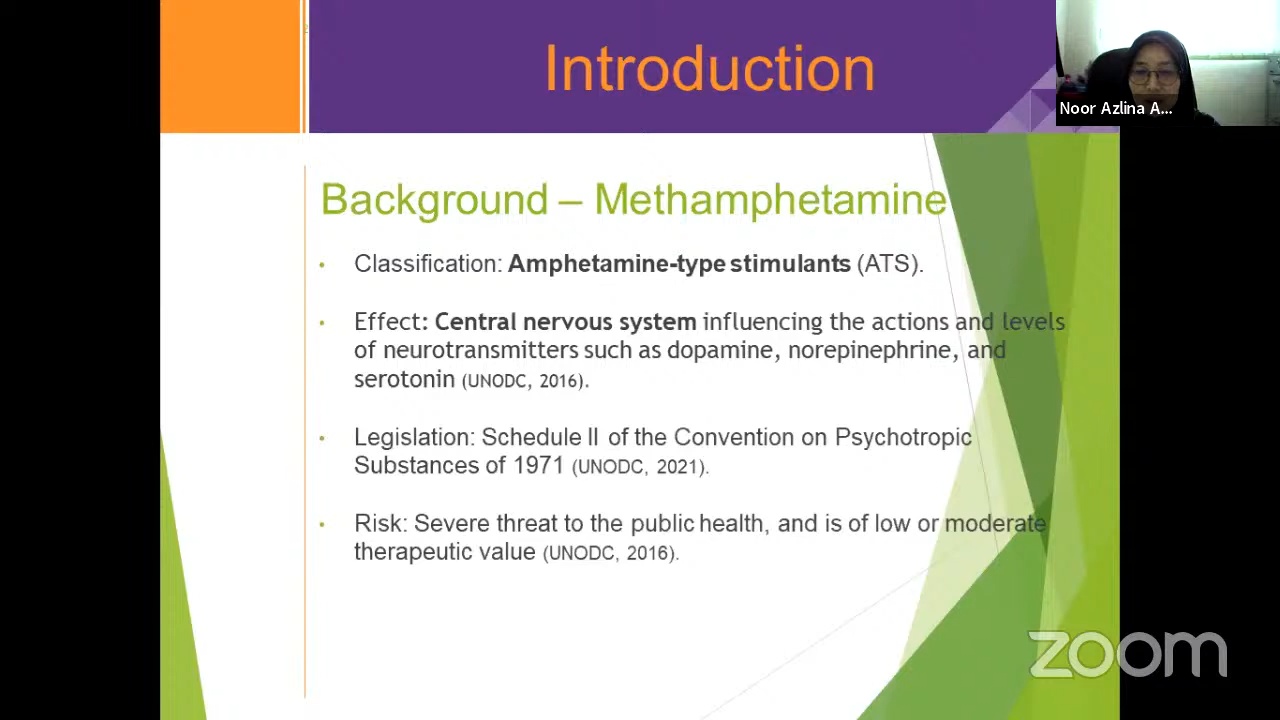 Introduction
Noor Azlina A...
Background – Methamphetamine
• Classification: Amphetamine-type stimulants (ATS).
• Effect: Central nervous system influencing the actions and levels
of neurotransmitters such as dopamine, norepinephrine, and
serotonin (UNODC, 2016).
• Legislation: Schedule II of the Convention on Psychotropic
Substances of 1971 (UNODC, 2021).
• Risk: Severe threat to the public health, and is of low or moderate
therapeutic value (UNODC, 2016).
zoom